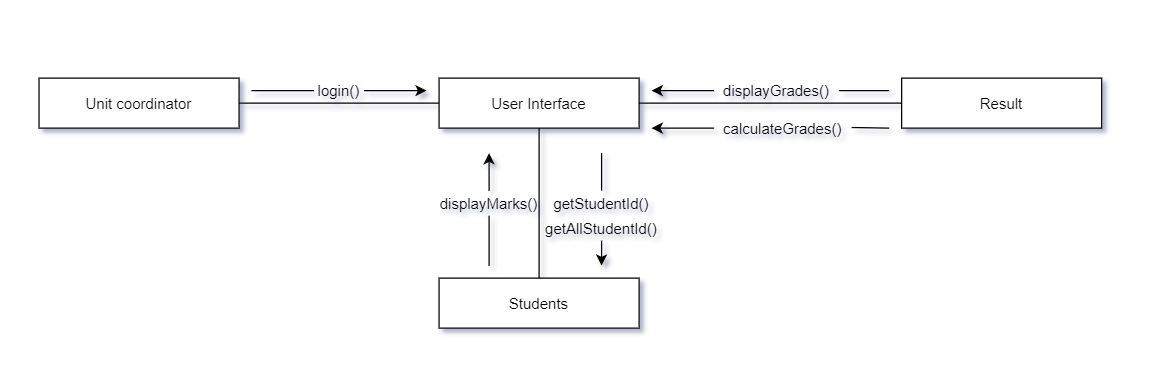 login()
displayGrades()
Unit coordinator
User Interface
Result
calculateGrades()
displayMarks()
getStudentId()
getAllStudentId()
Students